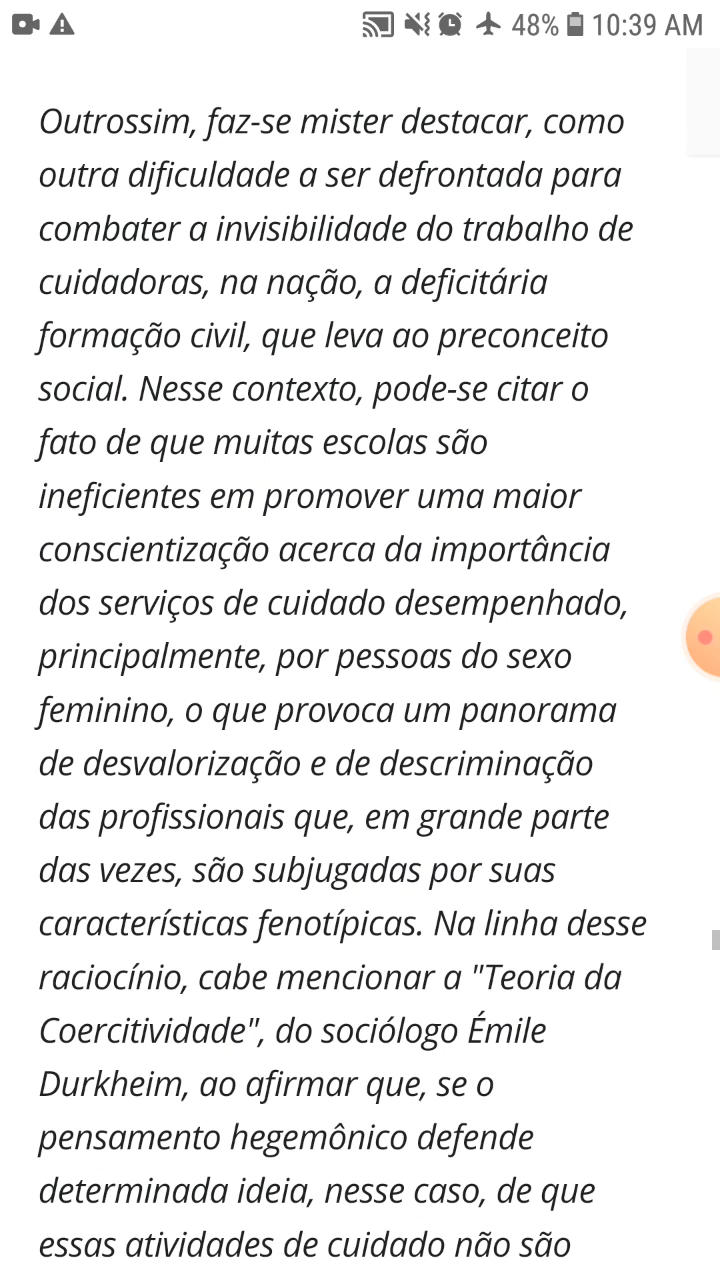 48% 10:39 AM
Outrossim, faz-se mister destacar, como
outra dificuldade a ser defrontada para
combater a invisibilidade do trabalho de
cuidadoras, na nação, a deficitária
formação civil, que leva ao preconceito
social. Nesse contexto, pode-se citar o
fato de que muitas escolas são
ineficientes em promover uma maior
conscientização acerca da importância
dos serviços de cuidado desempenhado,
principalmente, por pessoas do sexo
feminino, o que provoca um panorama
de desvalorização e de descriminação
das profissionais que, em grande parte
das vezes, são subjugadas por suas
características fenotípicas. Na linha desse
raciocínio, cabe mencionar a "Teoria da
Coercitividade", do sociólogo Émile
Durkheim, ao afirmar que, se o
pensamento hegemônico defende
determinada ideia, nesse caso, de que
essas atividades de cuidado não são